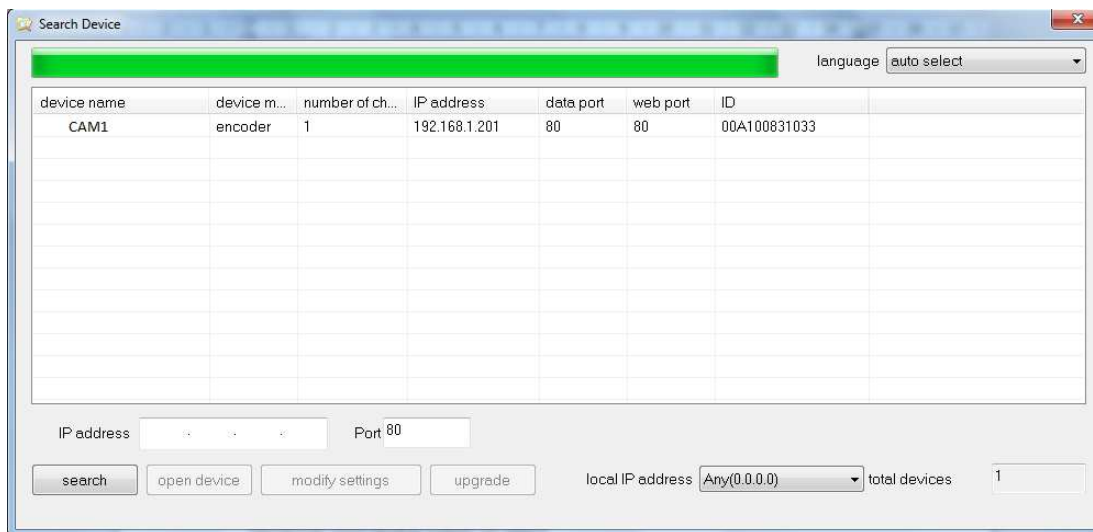 Search Device
language auto select
device name device m... number of ch... IP address data port web port ID
CAM1 encoder 1 192.168.1.201 80 80 00A100831033
IP address . . . Port 80
search open device modify settings upgrade local IP address Any(0.0.0.0) total devices 1